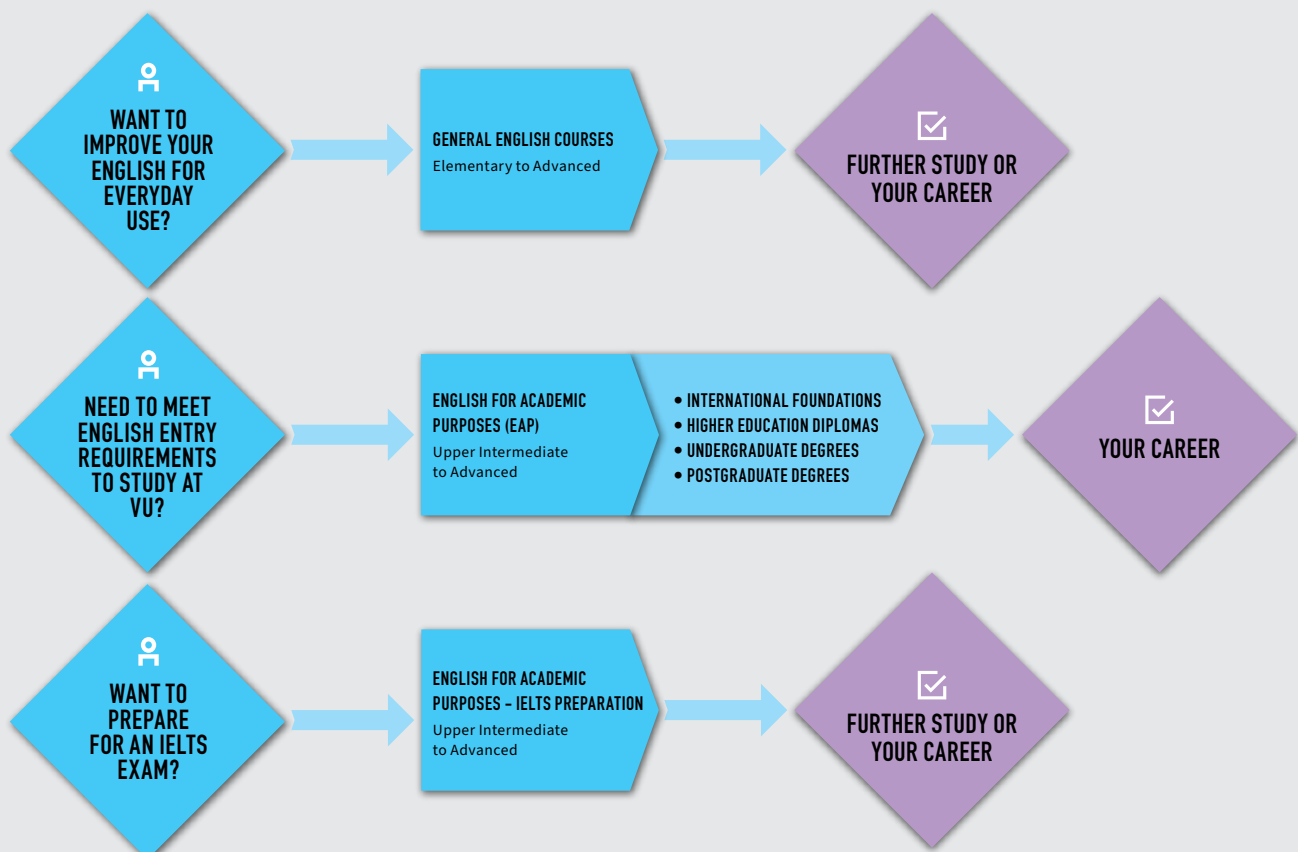 WANT TO
IMPROVE YOUR
ENGLISH FOR
EVERYDAY
USE?
GENERAL ENGLISH COURSES
Elementary to Advanced
FURTHER STUDY OR
YOUR CAREER
NEED TO MEET
ENGLISH ENTRY
REQUIREMENTS
TO STUDY AT
VU?
ENGLISH FOR ACADEMIC
PURPOSES (EAP)
Upper Intermediate
to Advanced
• INTERNATIONAL FOUNDATIONS
• HIGHER EDUCATION DIPLOMAS
• UNDERGRADUATE DEGREES
• POSTGRADUATE DEGREES
YOUR CAREER
WANT TO
PREPARE
FOR AN IELTS
EXAM?
ENGLISH FOR ACADEMIC
PURPOSES – IELTS PREPARATION
Upper Intermediate
to Advanced
FURTHER STUDY OR
YOUR CAREER